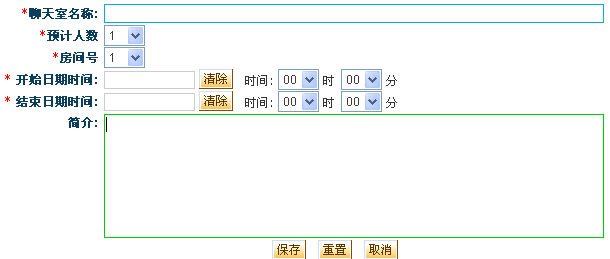 *聊天室名称:
*预计人数 1
*房间号 1
* 开始日期时间: 清除 时间: 00 时 00 分
* 结束日期时间: 清除 时间: 00 时 00 分
简介:
保存 重置 取消